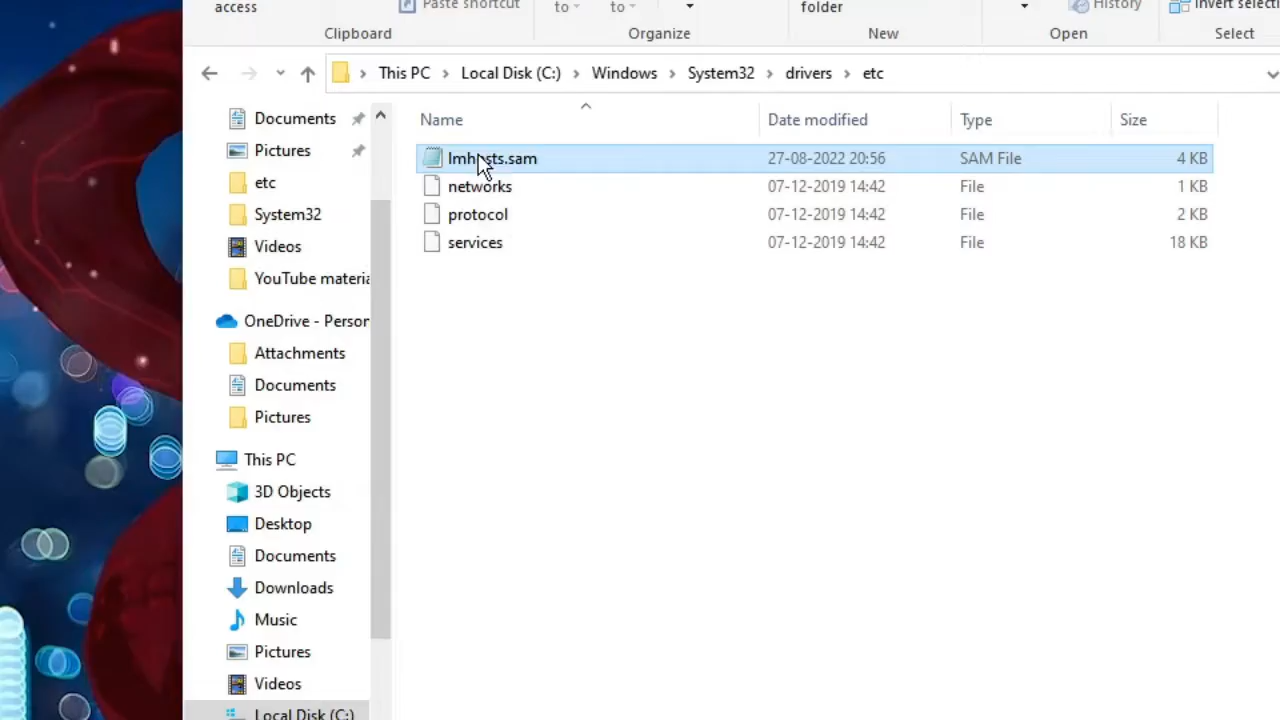 access
Paste shortcut
to
to
folder
History
Invert selecti
Clipboard
Organize
New
Open
Select
This PC
Local Disk (C:)
Windows
System32
drivers
etc
Name
Date modified
Type
Size
Documents
Pictures
etc
System32
Videos
YouTube materia
OneDrive - Person
Attachments
Documents
Pictures
This PC
3D Objects
Desktop
Documents
Downloads
Music
Pictures
Videos
Local Disk (C:)
lmhosts.sam 27-08-2022 20:56 SAM File 4 KB
networks 07-12-2019 14:42 File 1 KB
protocol 07-12-2019 14:42 File 2 KB
services 07-12-2019 14:42 File 18 KB